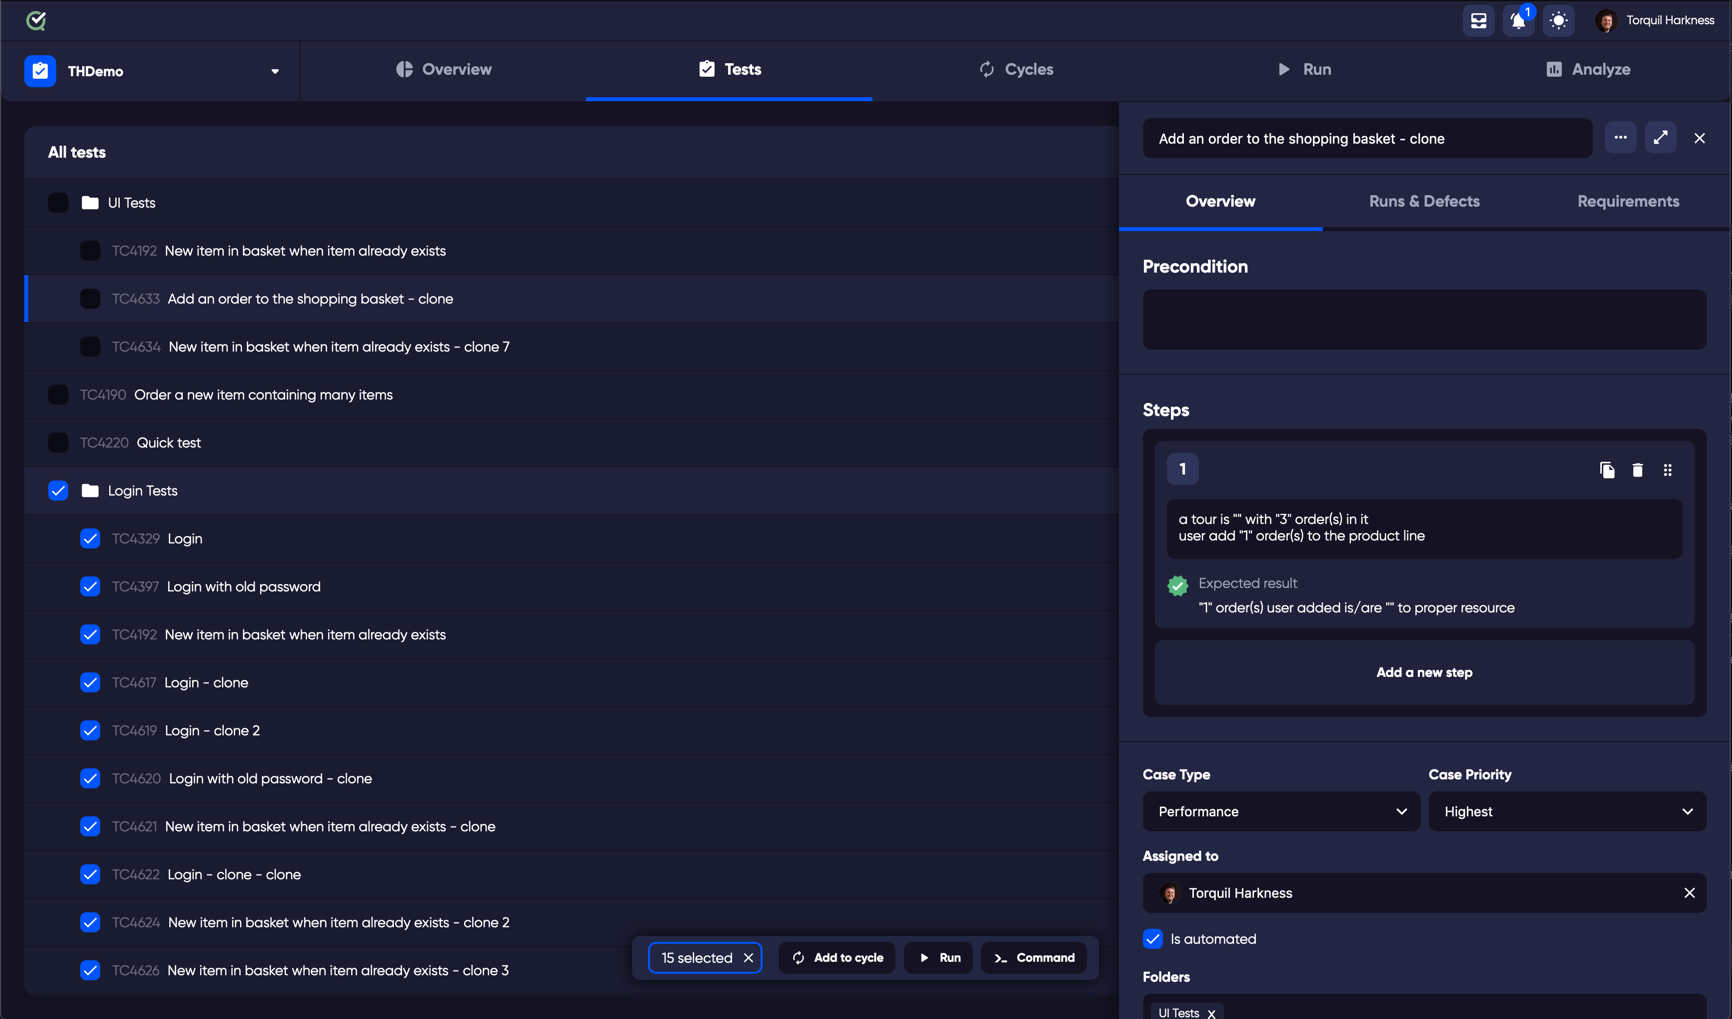 1
Torquil Harkness
THDemo
Overview
Tests
Cycles
Run
Analyze
All tests
UI Tests
TC4192 New item in basket when item already exists
TC4633 Add an order to the shopping basket - clone
TC4634 New item in basket when item already exists - clone 7
TC4190 Order a new item containing many items
TC4220 Quick test
Login Tests
TC4329 Login
TC4397 Login with old password
TC4192 New item in basket when item already exists
TC4617 Login - clone
TC4619 Login - clone 2
TC4620 Login with old password - clone
TC4621 New item in basket when item already exists - clone
TC4622 Login - clone - clone
TC4624 New item in basket when item already exists - clone 2
TC4626 New item in basket when item already exists - clone 3
15 selected
Add to cycle
Run
Command
Add an order to the shopping basket - clone
Overview
Runs & Defects
Requirements
Precondition
Steps
1
a tour is "" with "3" order(s) in it
user add "1" order(s) to the product line
Expected result
"1" order(s) user added is/are "" to proper resource
Add a new step
Case Type
Case Priority
Performance
Highest
Assigned to
Torquil Harkness
Is automated
Folders
UI Tests x